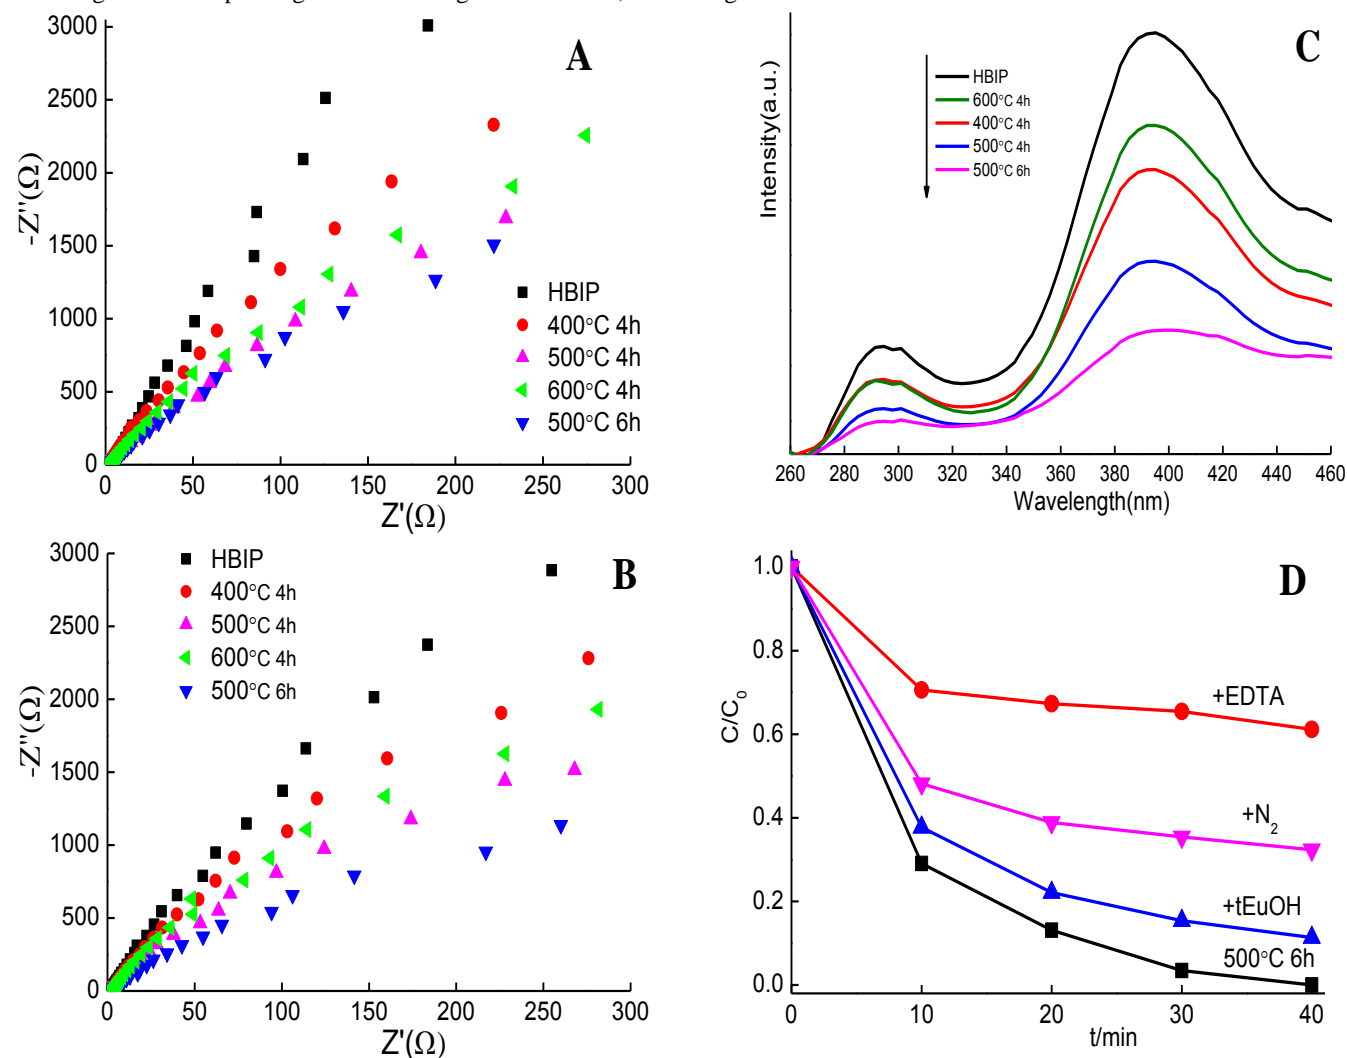 A
-Z''(Ω)
3000
2500
2000
1500
1000
500
0
HBIP
400°C 4h
500°C 4h
600°C 4h
500°C 6h
0 50 100 150 200 250 300
Z'(Ω)
C
Intensity(a.u.)
HBIP
600°C 4h
400°C 4h
500°C 4h
500°C 6h
260 280 300 320 340 360 380 400 420 440 460
Wavelength(nm)
B
-Z''(Ω)
3000
2500
2000
1500
1000
500
0
HBIP
400°C 4h
500°C 4h
600°C 4h
500°C 6h
0 50 100 150 200 250 300
Z'(Ω)
D
C/C0
1.0
0.8
0.6
0.4
0.2
0.0
+EDTA
+N2
+tEuOH
500°C 6h
0 10 20 30 40
t/min